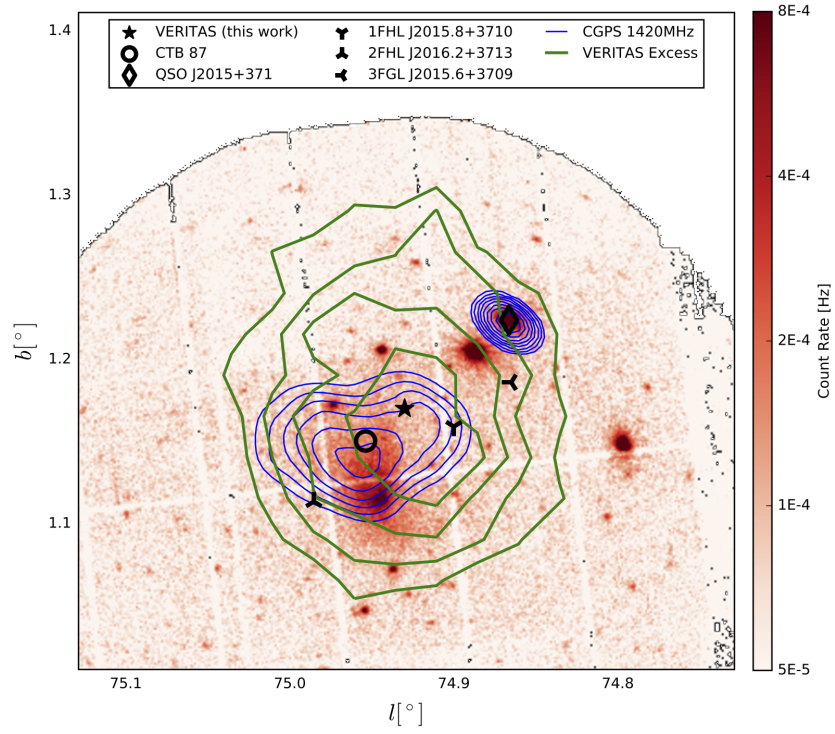 1.4
VERITAS (this work)
CTB 87
QSO J2015+371
1FHL J2015.8+3710
2FHL J2016.2+3713
3FGL J2015.6+3709
CGPS 1420MHz
VERITAS Excess
8E-4
1.3
4E-4
b[°]
1.2
2E-4
Count Rate [Hz]
1.1
1E-4
5E-5
75.1
75.0
74.9
74.8
l[°]